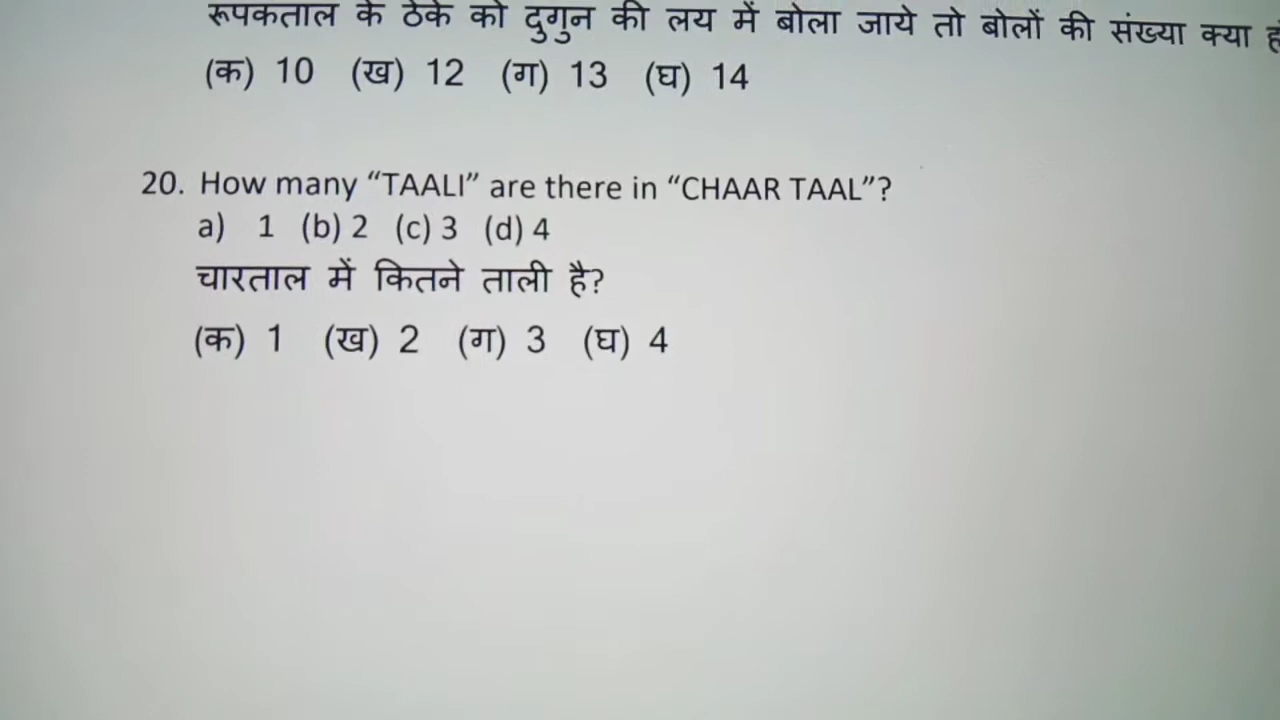 रूपकताल के ठेके को दुगुन की लय में बोला जाये तो बोलों की संख्या क्या
(क) 10 (ख) 12 (ग) 13 (घ) 14
20. How many “TAALI” are there in “CHAAR TAAL”?
a) 1 (b) 2 (c) 3 (d) 4
चारताल में कितने ताली है?
(क) 1 (ख) 2 (ग) 3 (घ) 4